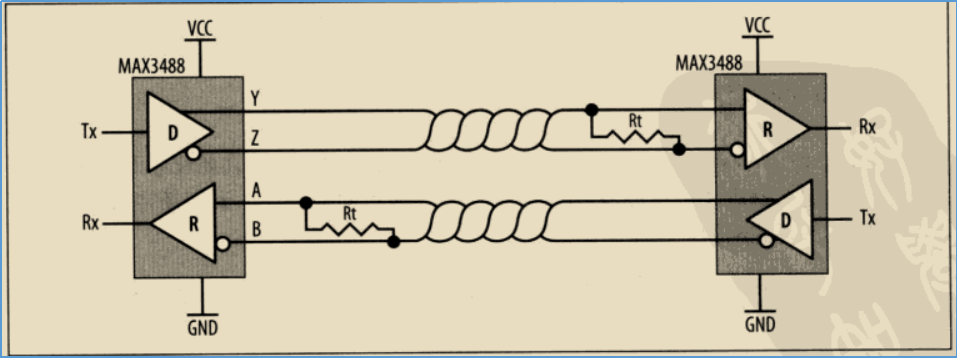 VCC
VCC
MAX3488
MAX3488
Y
Tx
D
Z
Rt
R
Rx
A
Rx
R
B
Rt
D
Tx
GND
GND